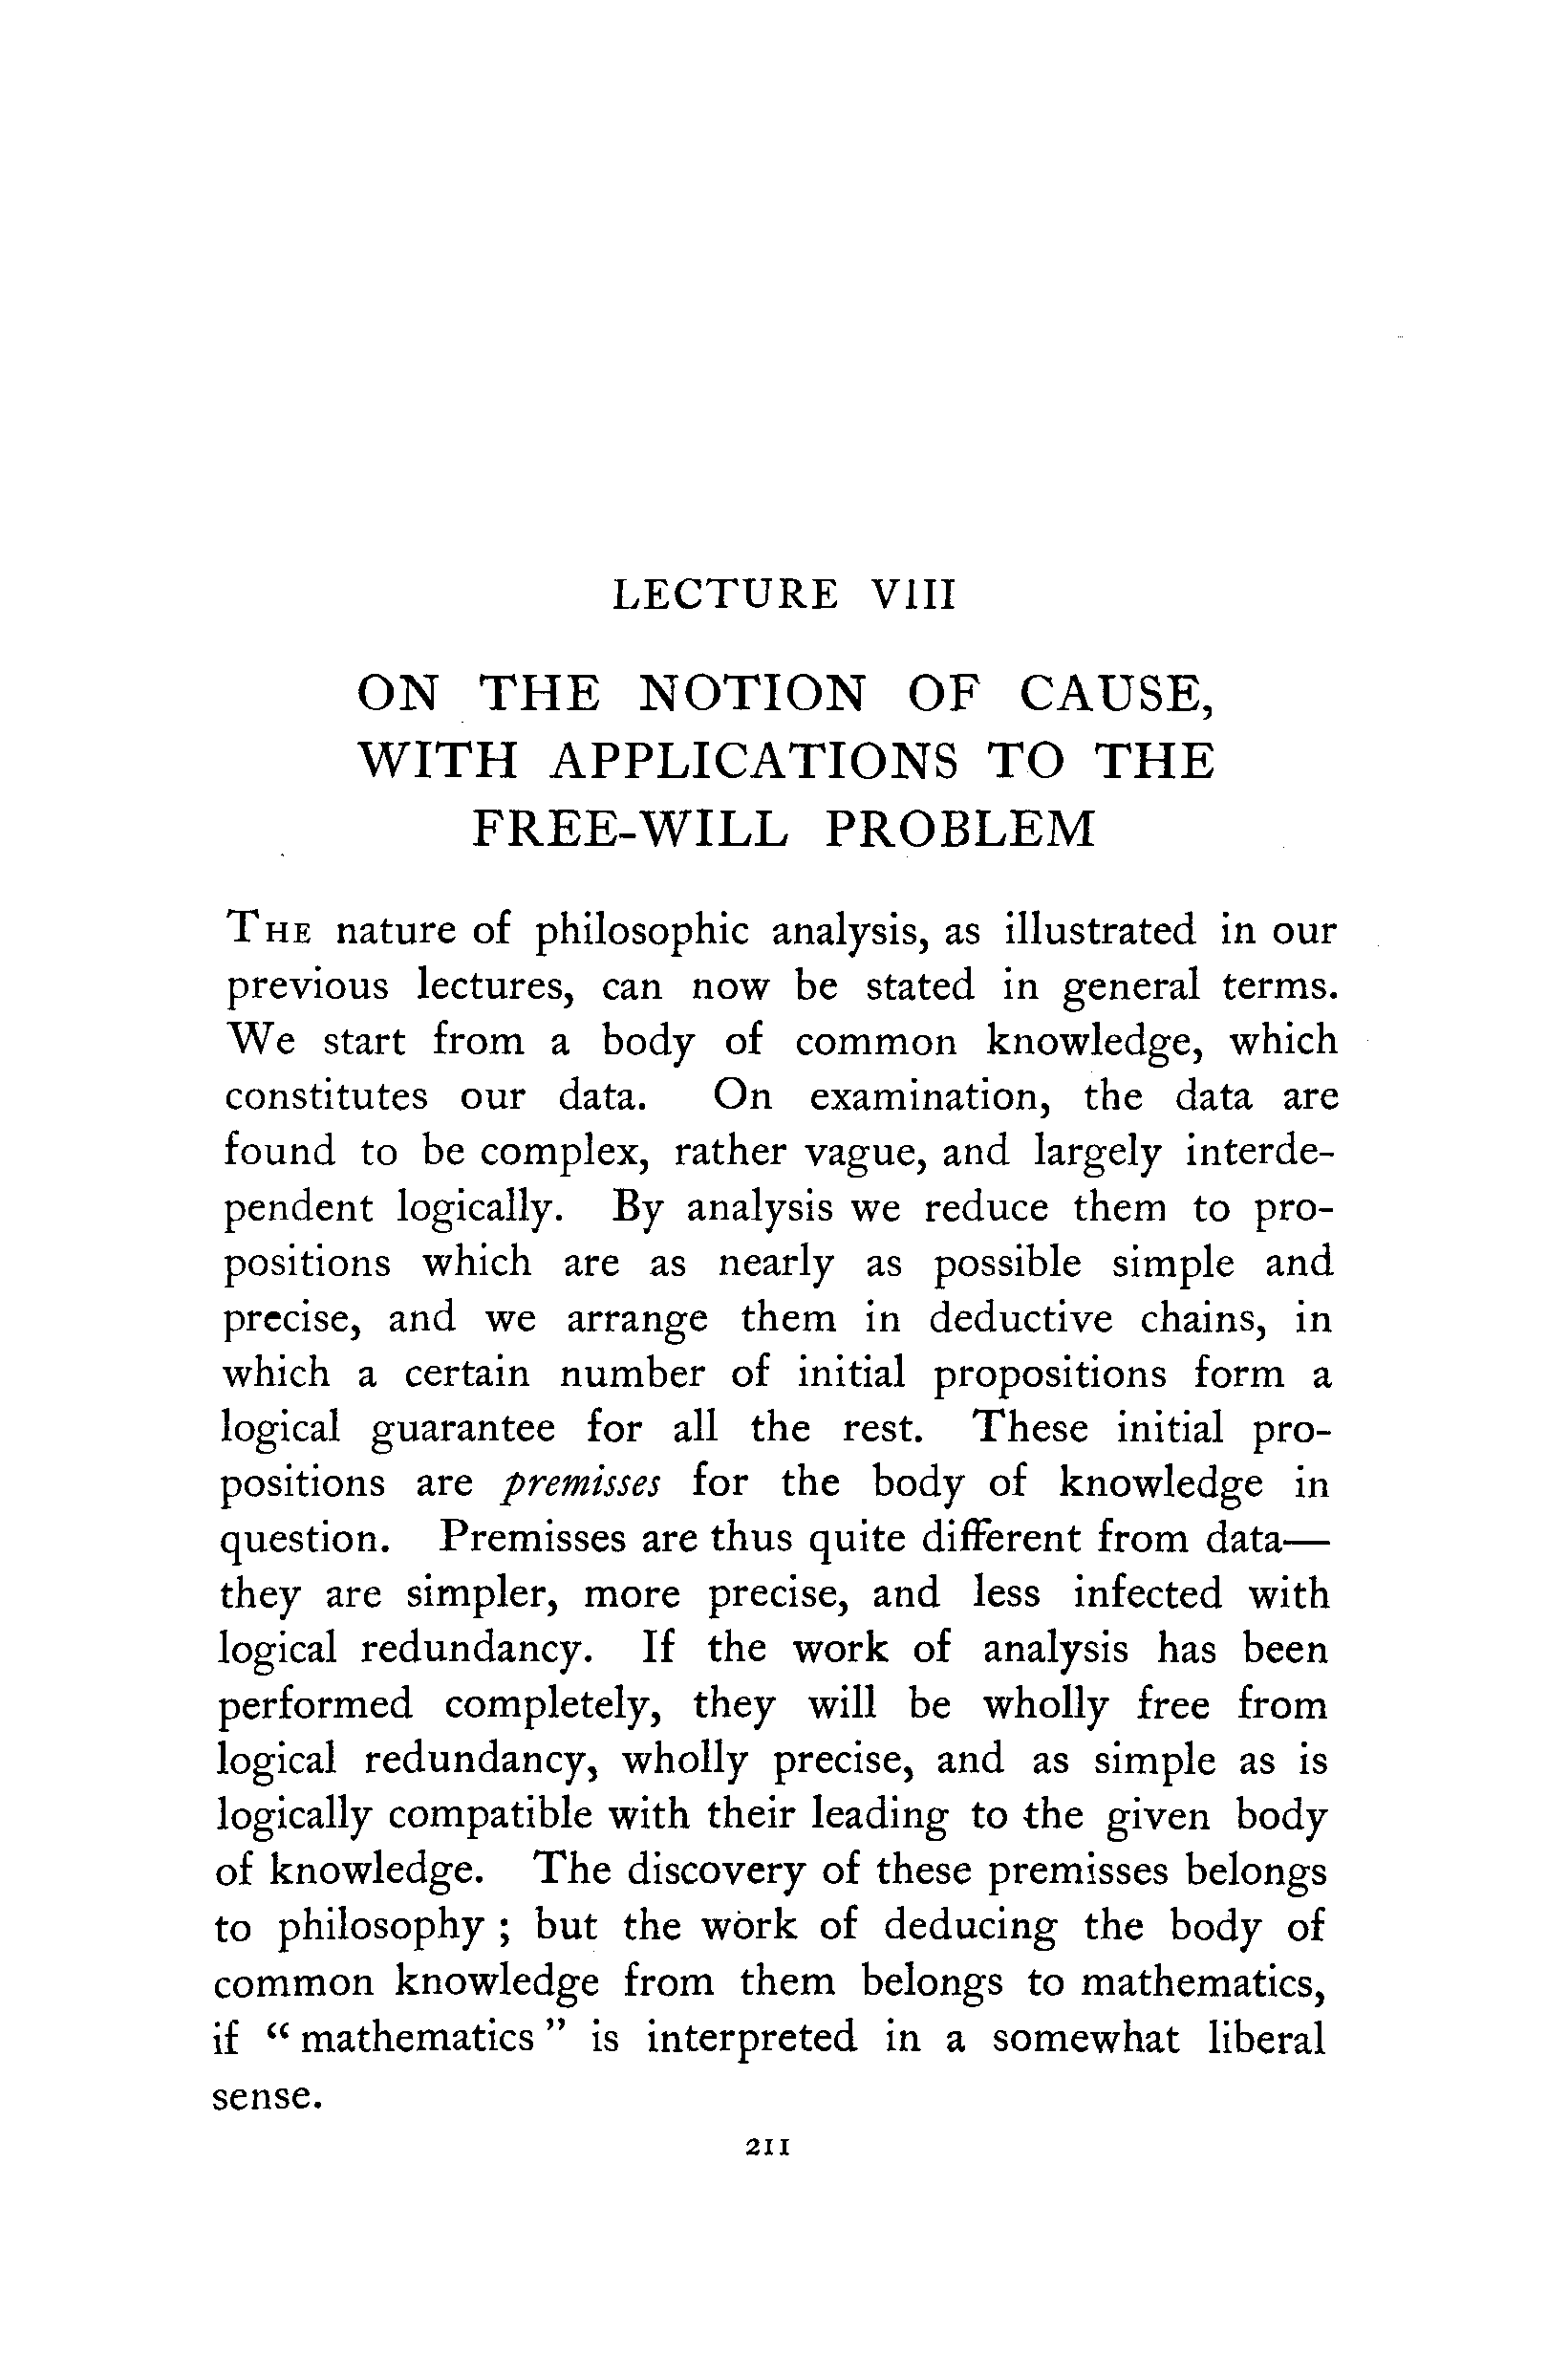 LECTURE VIII
ON THE NOTION OF CAUSE,
WITH APPLICATIONS TO THE
FREE-WILL PROBLEM
THE nature of philosophic analysis, as illustrated in our
previous lectures, can now be stated in general terms.
We start from a body of common knowledge, which
constitutes our data. On examination, the data are
found to be complex, rather vague, and largely interde-
pendent logically. By analysis we reduce them to pro-
positions which are as nearly as possible simple and
precise, and we arrange them in deductive chains, in
which a certain number of initial propositions form a
logical guarantee for all the rest. These initial pro-
positions are premisses for the body of knowledge in
question. Premisses are thus quite different from data—
they are simpler, more precise, and less infected with
logical redundancy. If the work of analysis has been
performed completely, they will be wholly free from
logical redundancy, wholly precise, and as simple as is
logically compatible with their leading to the given body
of knowledge. The discovery of these premisses belongs
to philosophy ; but the work of deducing the body of
common knowledge from them belongs to mathematics,
if “ mathematics ” is interpreted in a somewhat liberal
sense.
211